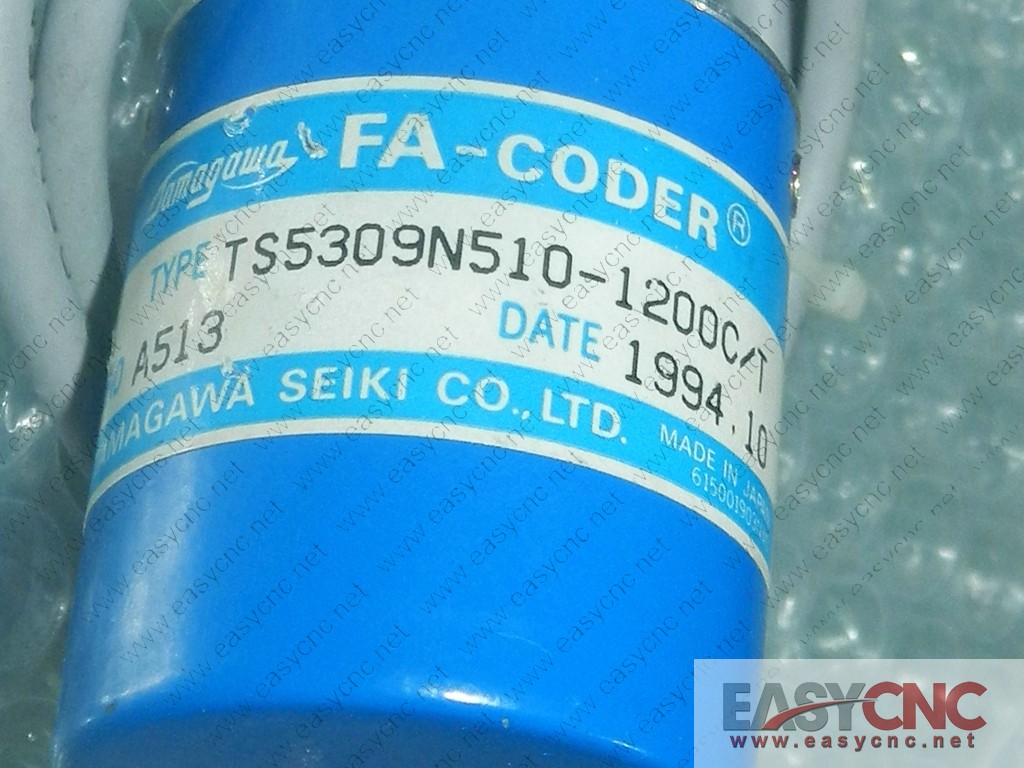 Tamagawa FA-CODER®
TYPE TS5309N510-1200C/T
A513 DATE 1994.10
TAMAGAWA SEIKI CO., LTD.
MADE IN JAPAN
EASYCNC
www.easycnc.net